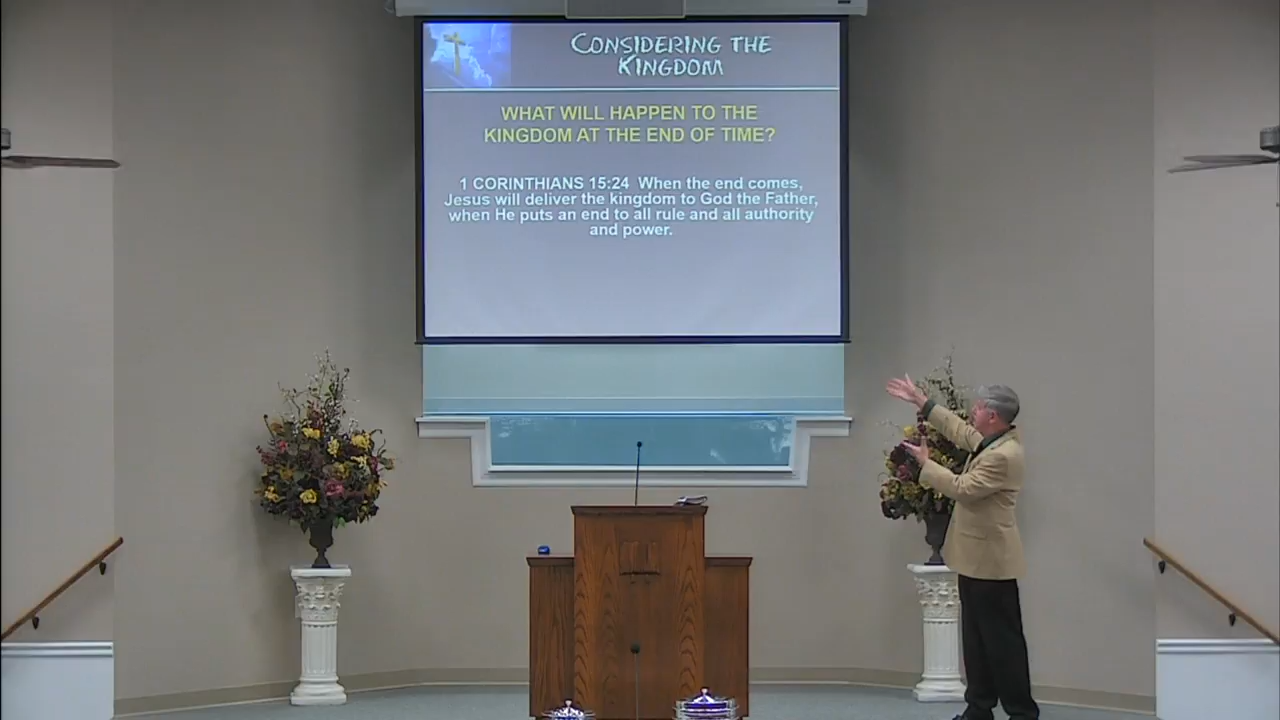 CONSIDERING THE
KINGDOM
WHAT WILL HAPPEN TO THE
KINGDOM AT THE END OF TIME?
1 CORINTHIANS 15:24 When the end comes,
Jesus will deliver the kingdom to God the Father,
when He puts an end to all rule and all authority
and power.